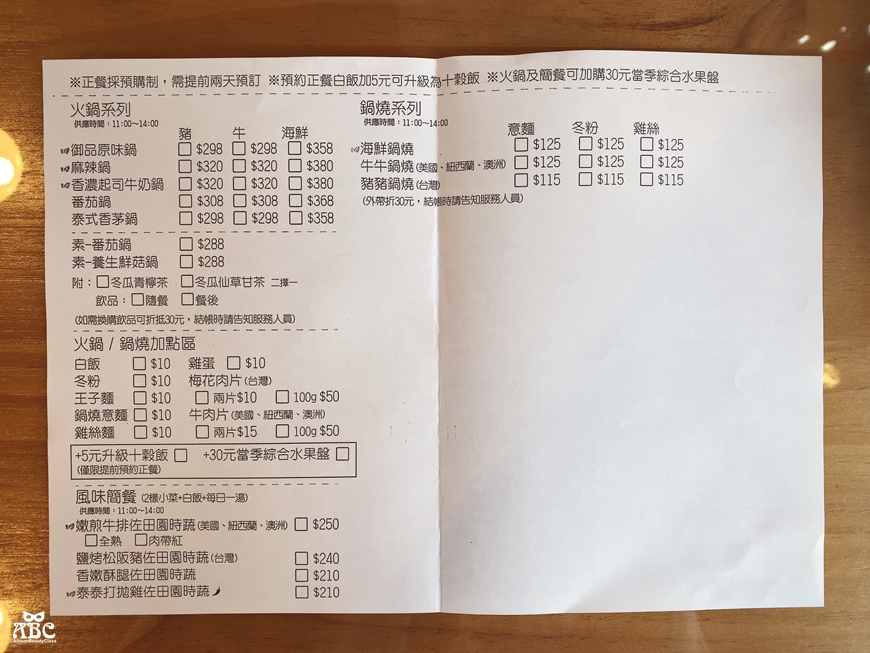 ※正餐採預購制，需提前兩天預訂 ※預約正餐白飯加5元可升級為十穀飯 ※火鍋及簡餐可加購30元當季綜合水果盤
火鍋系列
供應時間：11:00～14:00
豬 牛 海鮮
御品原味鍋 □ $298 □ $298 □ $358
麻辣鍋 □ $320 □ $320 □ $380
香濃起司牛奶鍋 □ $320 □ $320 □ $380
番茄鍋 □ $308 □ $308 □ $368
泰式香茅鍋 □ $298 □ $298 □ $358
素-番茄鍋 □ $288
素-養生鮮菇鍋 □ $288
附：□冬瓜青檸茶 □冬瓜仙草甘茶 二擇一
飲品：□隨餐 □餐後
(如需換購飲品可折抵30元，結帳時請告知服務人員)
火鍋 / 鍋燒加點區
白飯 □ $10 雞蛋 □ $10
冬粉 □ $10 梅花肉片(台灣)
王子麵 □ $10 □ 兩片$10 □ 100g $50
鍋燒意麵 □ $10 牛肉片(美國、紐西蘭、澳洲)
雞絲麵 □ $10 □ 兩片$15 □ 100g $50
+5元升級十穀飯 □ +30元當季綜合水果盤 □
(僅限提前預約正餐)
風味簡餐 (2樣小菜+白飯+每日一湯)
供應時間：11:00～14:00
嫩煎牛排佐田園時蔬(美國、紐西蘭、澳洲) □ $250
□全熟 □肉帶紅
鹽烤松阪豬佐田園時蔬(台灣) □ $240
香嫩酥腿佐田園時蔬 □ $210
泰泰打拋雞佐田園時蔬 □ $210
鍋燒系列
供應時間：11:00～14:00
意麵 冬粉 雞絲
海鮮鍋燒 □ $125 □ $125 □ $125
牛牛鍋燒(美國、紐西蘭、澳洲) □ $125 □ $125 □ $125
豬豬鍋燒(台灣) □ $115 □ $115 □ $115
(外帶折30元，結帳時請告知服務人員)
ABC
©AlisonBeautyClass